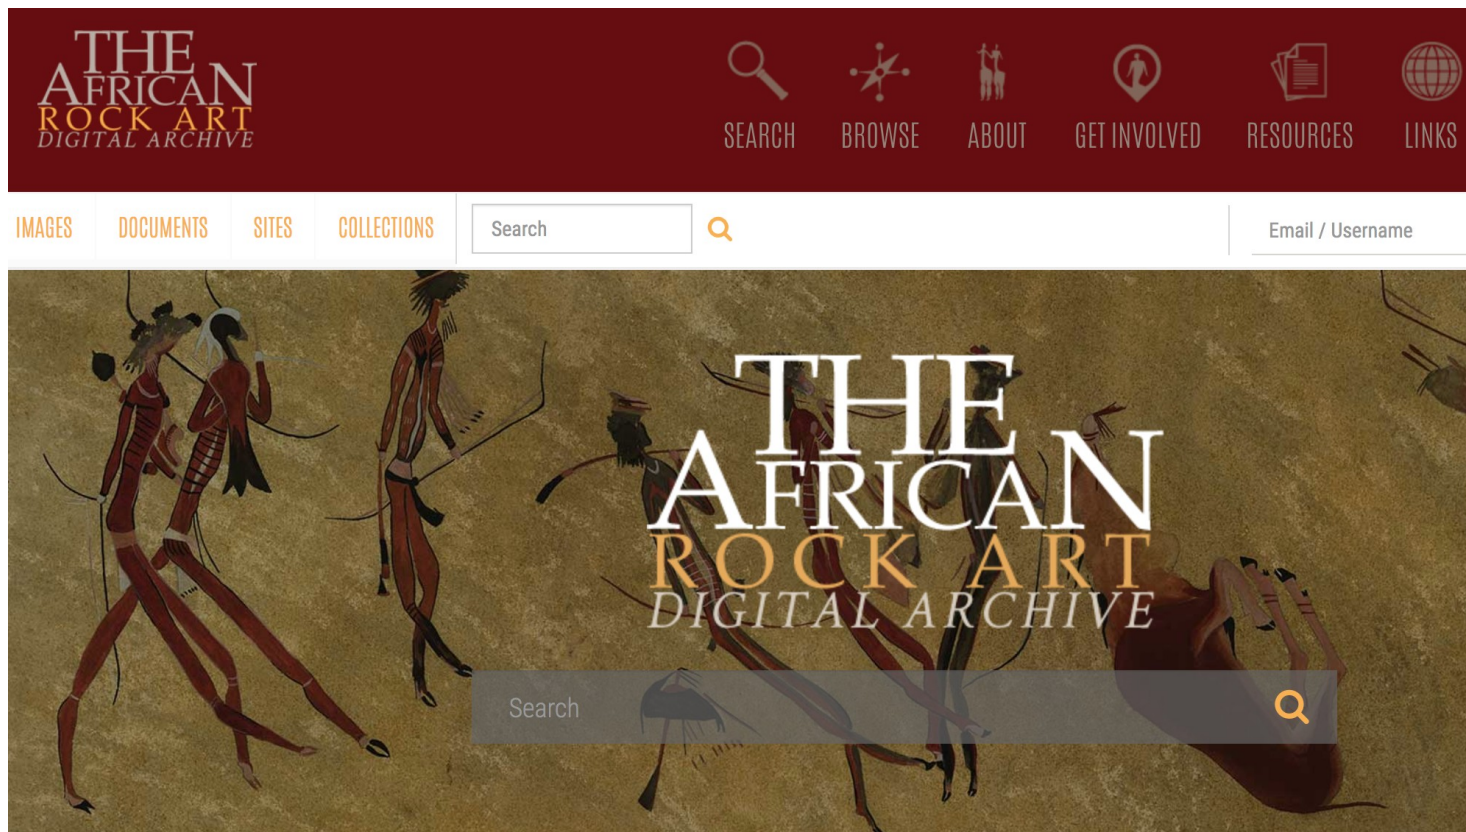 THE
AFRICAN
ROCK ART
DIGITAL ARCHIVE
SEARCH BROWSE ABOUT GET INVOLVED RESOURCES LINKS
IMAGES DOCUMENTS SITES COLLECTIONS Search Email / Username
THE
AFRICAN
ROCK ART
DIGITAL ARCHIVE
Search